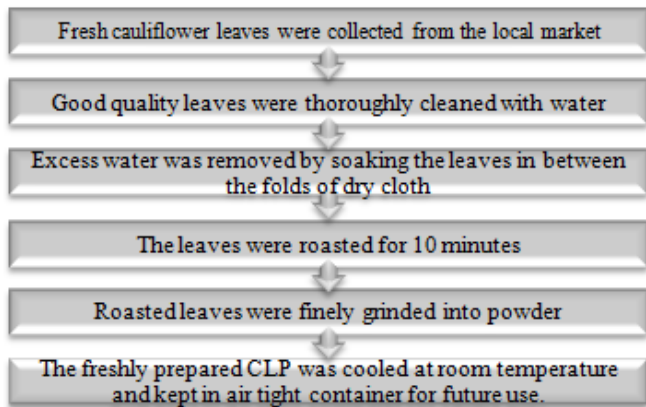 Fresh cauliflower leaves were collected from the local market
Good quality leaves were thoroughly cleaned with water
Excess water was removed by soaking the leaves in between
the folds of dry cloth
The leaves were roasted for 10 minutes
Roasted leaves were finely grinded into powder
The freshly prepared CLP was cooled at room temperature
and kept in air tight container for future use.